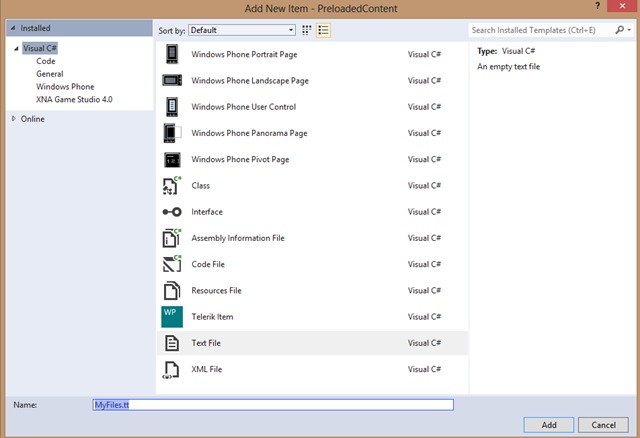 Add New Item - PreloadedContent
?
Installed
Sort by: Default
Search Installed Templates (Ctrl+E)
Visual C#
Code
General
Windows Phone
XNA Game Studio 4.0
Online
Windows Phone Portrait Page Visual C#
Windows Phone Landscape Page Visual C#
Windows Phone User Control Visual C#
Windows Phone Panorama Page Visual C#
Windows Phone Pivot Page Visual C#
C# Class Visual C#
Interface Visual C#
C# Assembly Information File Visual C#
C# Code File Visual C#
Resources File Visual C#
WP Telerik Item Visual C#
Text File Visual C#
XML File Visual C#
Type: Visual C#
An empty text file
Name: MyFiles.tt
Add Cancel